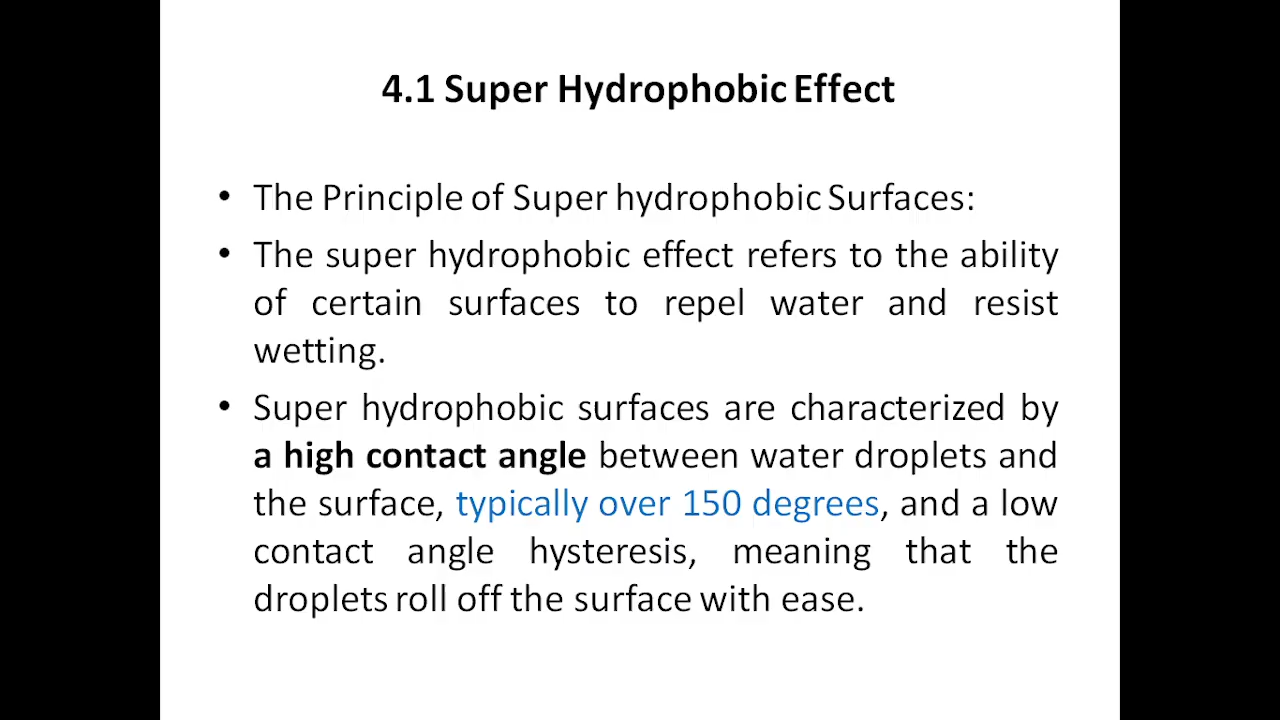 4.1 Super Hydrophobic Effect
• The Principle of Super hydrophobic Surfaces:
• The super hydrophobic effect refers to the ability
of certain surfaces to repel water and resist
wetting.
• Super hydrophobic surfaces are characterized by
a high contact angle between water droplets and
the surface, typically over 150 degrees, and a low
contact angle hysteresis, meaning that the
droplets roll off the surface with ease.